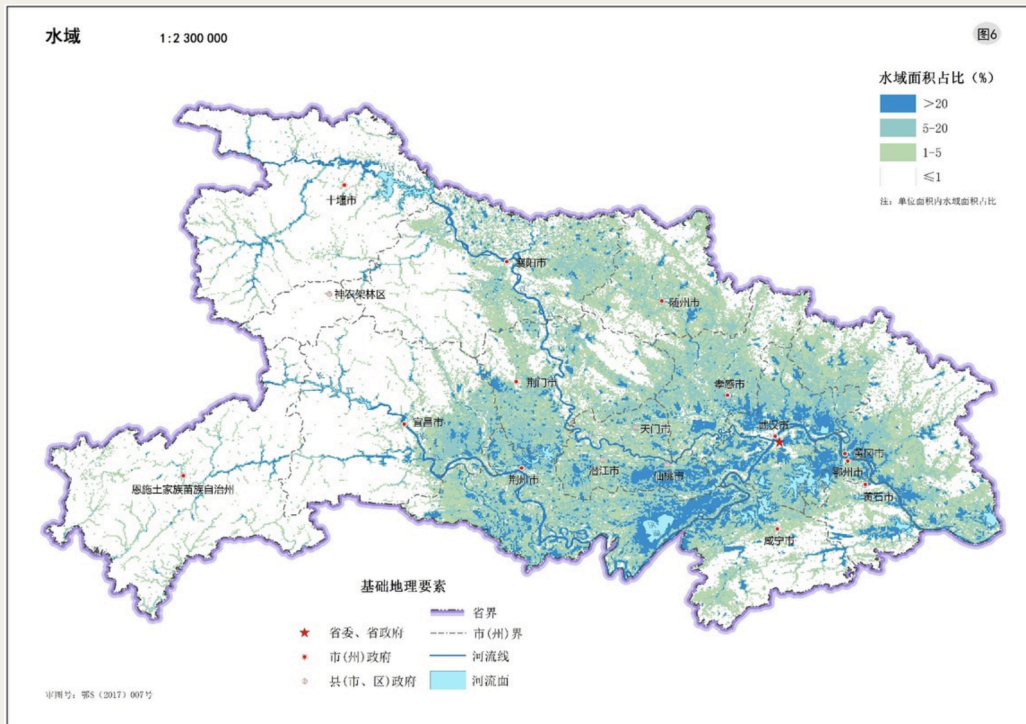 水域
1:2 300 000
图6
水域面积占比（%）
>20
5-20
1-5
≤1
注：单位面积内水域面积占比
十堰市
襄阳市
神农架林区
随州市
荆门市
孝感市
宜昌市
天门市
武汉市
黄冈市
鄂州市
潜江市
仙桃市
荆州市
恩施土家族苗族自治州
黄石市
咸宁市
基础地理要素
省委、省政府
市(州)政府
县(市、区)政府
省界
市(州)界
河流线
河流面
审图号：鄂S（2017）007号